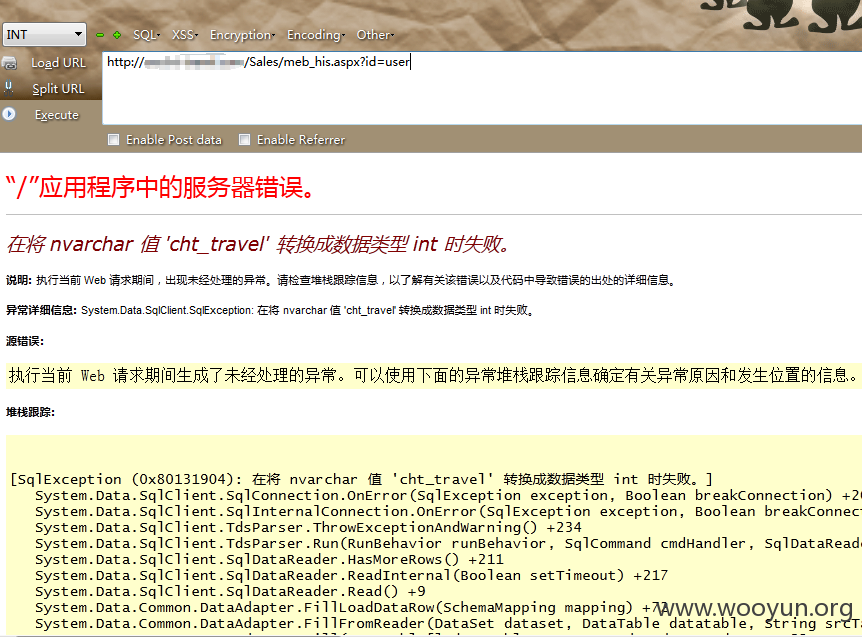 INT SQL- XSS- Encryption- Encoding- Other-
Load URL
http:// /Sales/meb_his.aspx?id=user
Split URL
Execute
Enable Post data Enable Referrer
“/”应用程序中的服务器错误。
在将 nvarchar 值 'cht_travel' 转换成数据类型 int 时失败。
说明: 执行当前 Web 请求期间，出现未经处理的异常。请检查堆栈跟踪信息，以了解有关该错误以及代码中导致错误的出处的详细信息。
异常详细信息: System.Data.SqlClient.SqlException: 在将 nvarchar 值 'cht_travel' 转换成数据类型 int 时失败。
源错误:
执行当前 Web 请求期间生成了未经处理的异常。可以使用下面的异常堆栈跟踪信息确定有关异常原因和发生位置的信息。
堆栈跟踪:
[SqlException (0x80131904): 在将 nvarchar 值 'cht_travel' 转换成数据类型 int 时失败。]
System.Data.SqlClient.SqlConnection.OnError(SqlException exception, Boolean breakConnection) +20
System.Data.SqlClient.SqlInternalConnection.OnError(SqlException exception, Boolean breakConnec
System.Data.SqlClient.TdsParser.ThrowExceptionAndWarning() +234
System.Data.SqlClient.TdsParser.Run(RunBehavior runBehavior, SqlCommand cmdHandler, SqlDataRead
System.Data.SqlClient.SqlDataReader.HasMoreRows() +211
System.Data.SqlClient.SqlDataReader.ReadInternal(Boolean setTimeout) +217
System.Data.SqlClient.SqlDataReader.Read() +9
System.Data.Common.DataAdapter.FillLoadDataRow(SchemaMapping mapping) +72
www.wooyun.org
System.Data.Common.DataAdapter.FillFromReader(DataSet dataset, DataTable datatable, String srcT